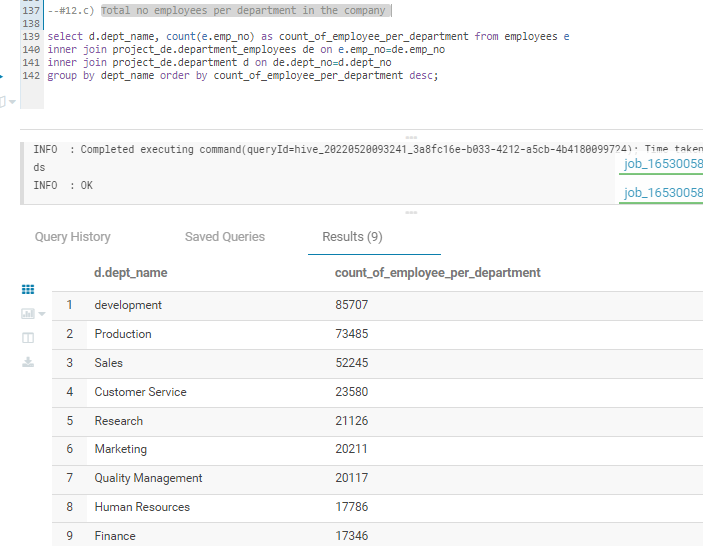 137 --#12.c) Total no employees per department in the company
138
139 select d.dept_name, count(e.emp_no) as count_of_employee_per_department from employees e
140 inner join project_de.department_employees de on e.emp_no=de.emp_no
141 inner join project_de.department d on de.dept_no=d.dept_no
142 group by dept_name order by count_of_employee_per_department desc;
INFO : Completed executing command(queryId=hive_20220520093241_3a8fc16e-b033-4212-a5cb-4b4180099724); Time taken
ds
job_16530058
INFO : OK
job_16530058
Query History Saved Queries Results (9)
d.dept_name count_of_employee_per_department
1 development 85707
2 Production 73485
3 Sales 52245
4 Customer Service 23580
5 Research 21126
6 Marketing 20211
7 Quality Management 20117
8 Human Resources 17786
9 Finance 17346